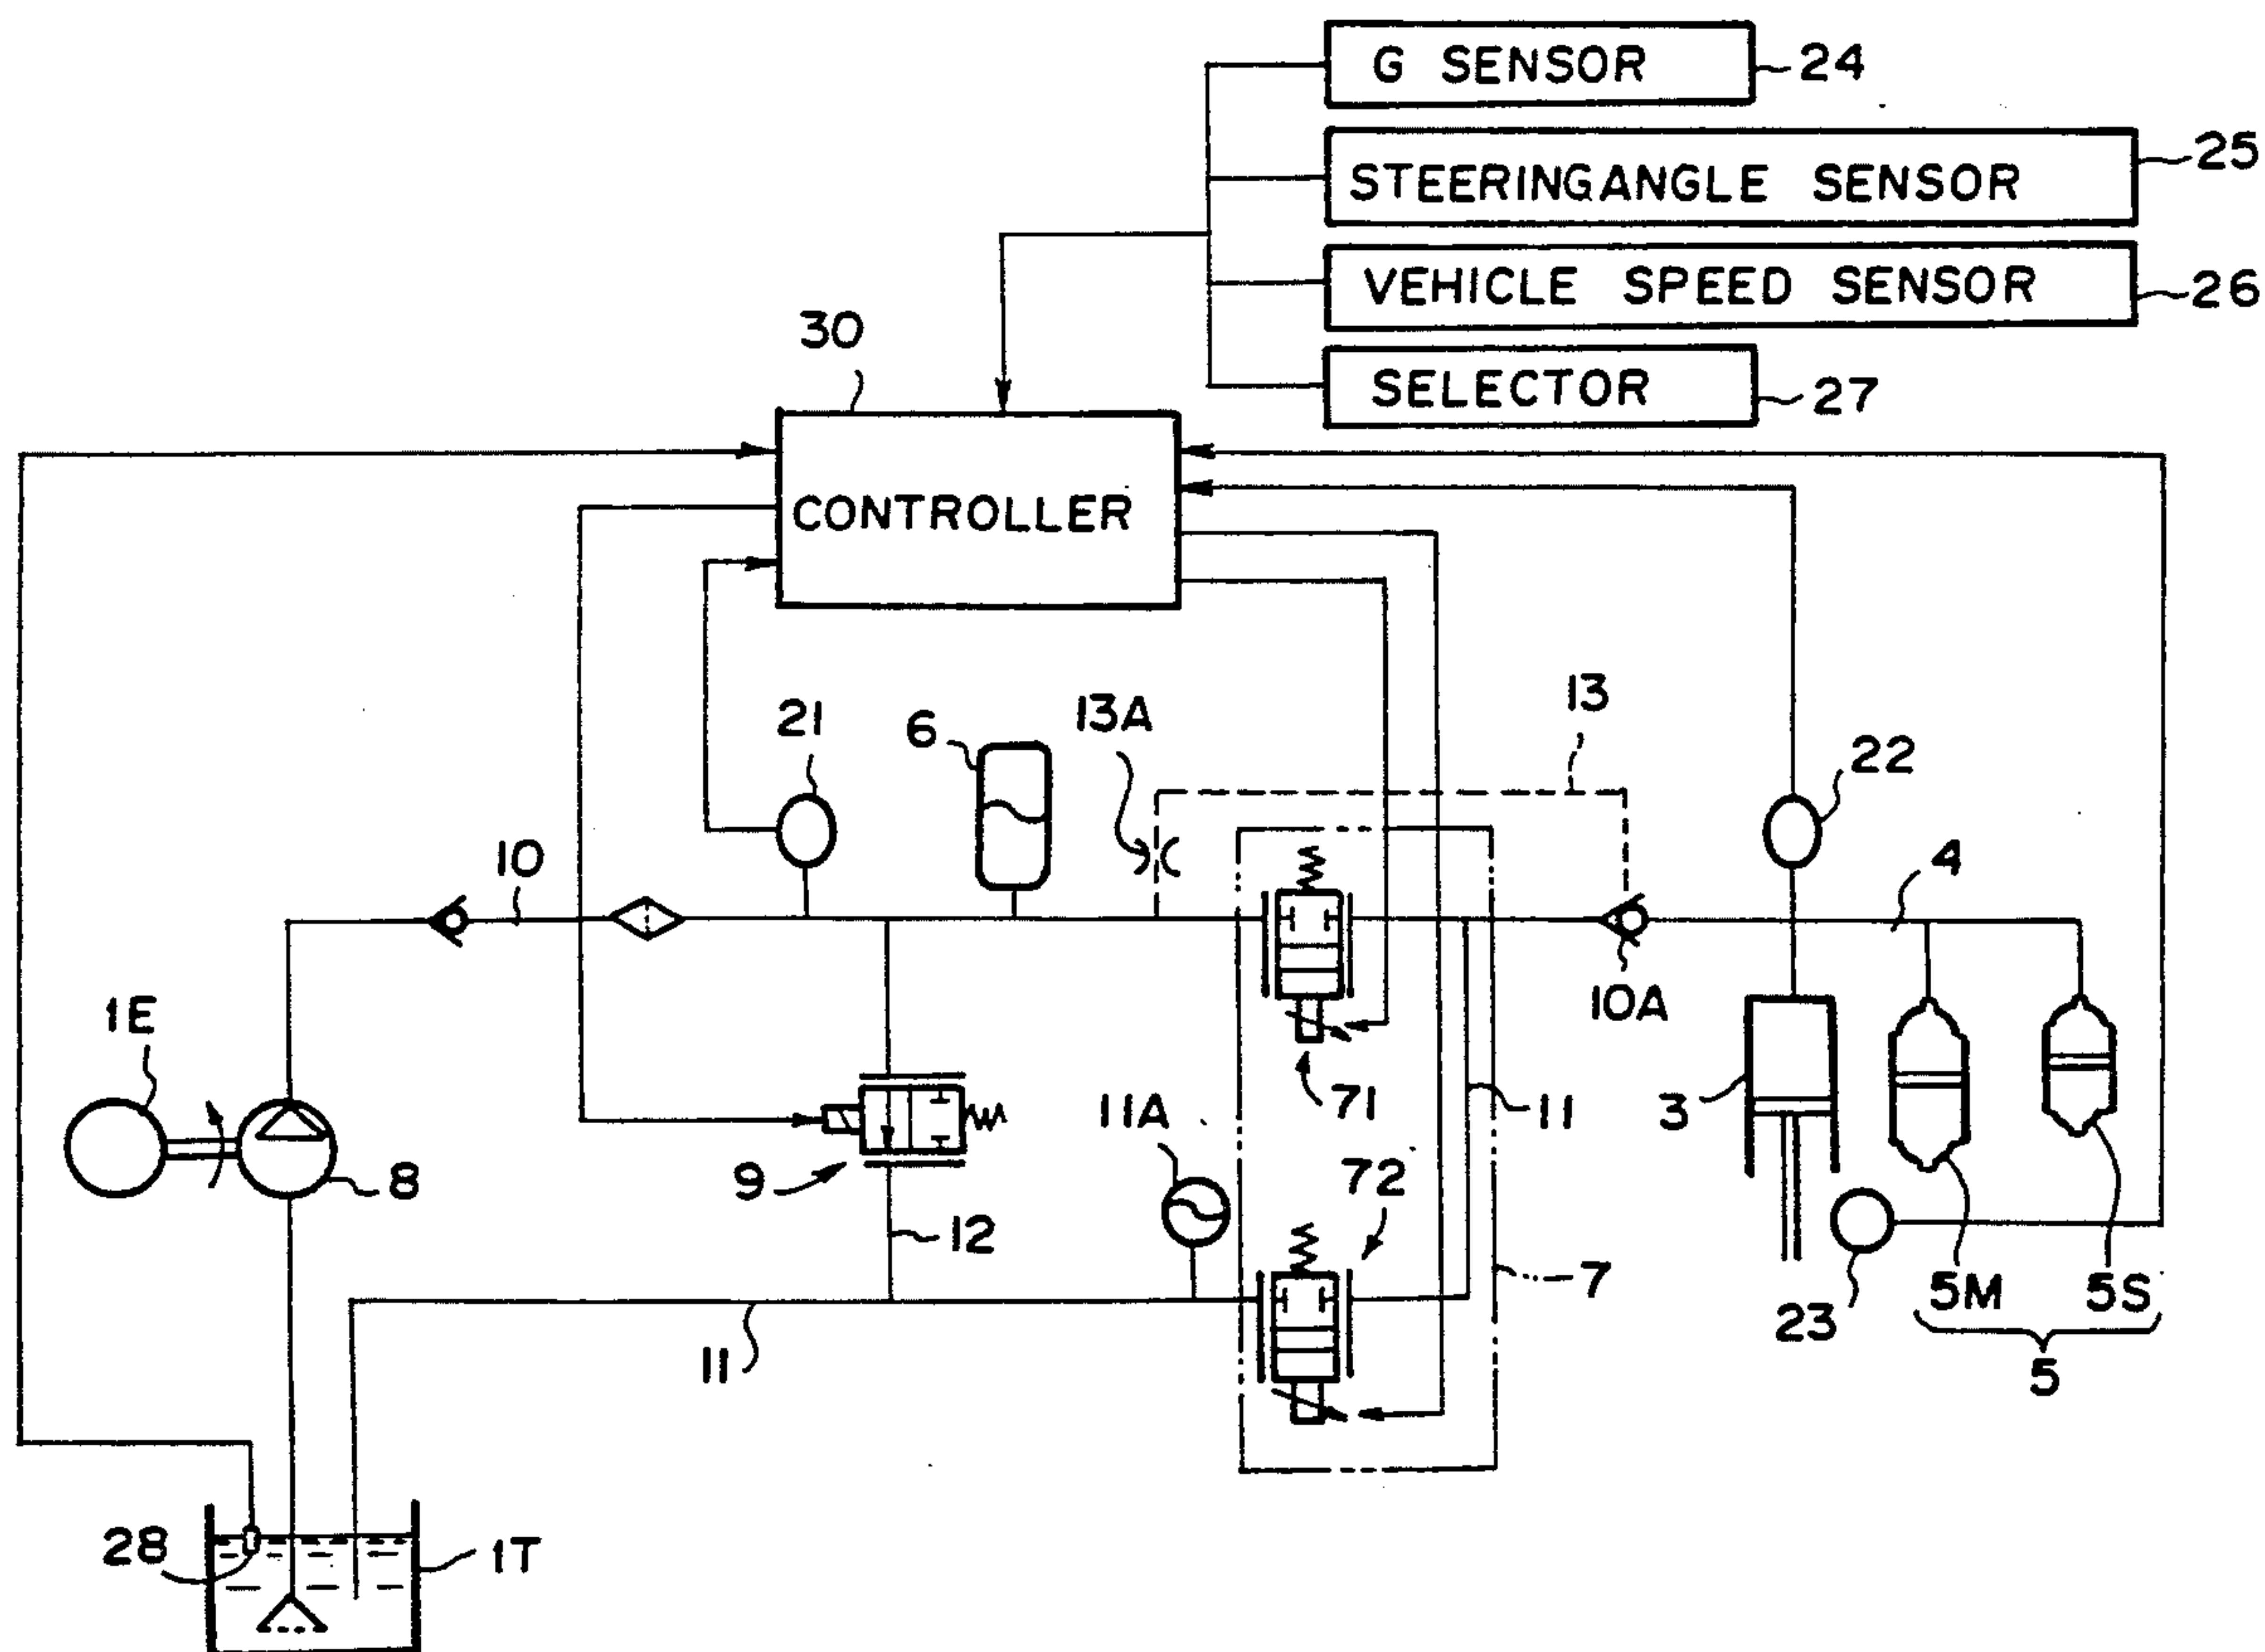 G SENSOR
24
STEERINGANGLE SENSOR
25
VEHICLE SPEED SENSOR
26
SELECTOR
27
30
CONTROLLER
13
13A
21
6
22
10
4
10A
1E
3
71
11
11A
8
9
72
12
7
5M
5S
23
11
5
28
1T